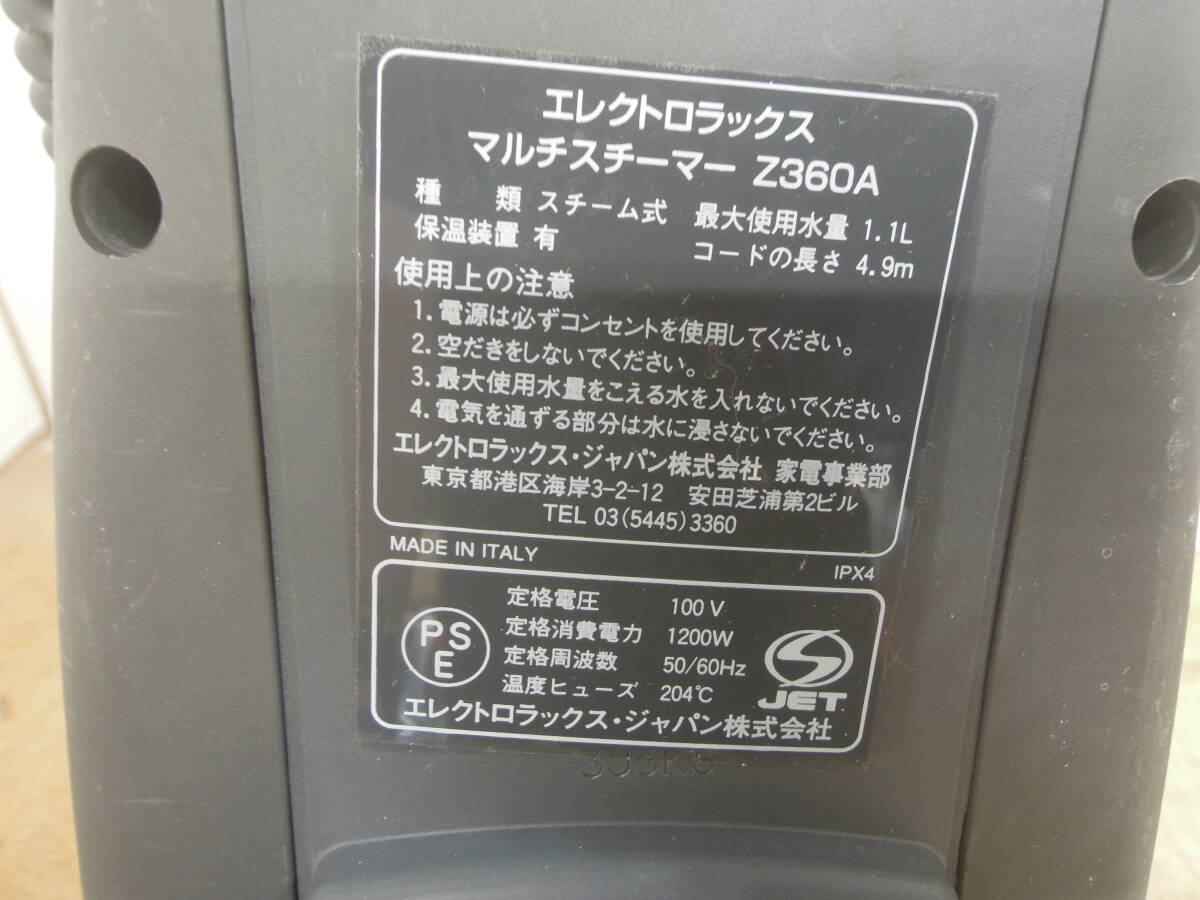 エレクトロラックス
マルチスチーマー Z360A
種 類 スチーム式 最大使用水量 1.1L
保温装置 有 コードの長さ 4.9m
使用上の注意
1.電源は必ずコンセントを使用してください。
2.空だきをしないでください。
3.最大使用水量をこえる水を入れないでください。
4.電気を通ずる部分は水に浸さないでください。
エレクトロラックス・ジャパン株式会社 家電事業部
東京都港区海岸3-2-12 安田芝浦第2ビル
TEL 03(5445)3360
MADE IN ITALY IPX4
定格電圧 100V
定格消費電力 1200W
定格周波数 50/60Hz
温度ヒューズ 204℃
PS
E
JET
エレクトロラックス・ジャパン株式会社